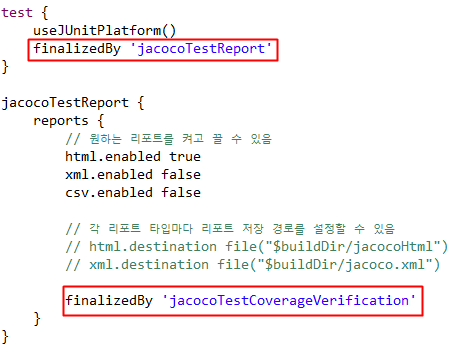 test {
    useJUnitPlatform()
    finalizedBy 'jacocoTestReport'
}
jacocoTestReport {
    reports {
        // 원하는 리포트를 켜고 끌 수 있음
        html.enabled true
        xml.enabled false
        csv.enabled false
        // 각 리포트 타입마다 리포트 저장 경로를 설정할 수 있음
        // html.destination file("$buildDir/jacocoHtml")
        // xml.destination file("$buildDir/jacoco.xml")
        finalizedBy 'jacocoTestCoverageVerification'
    }
}